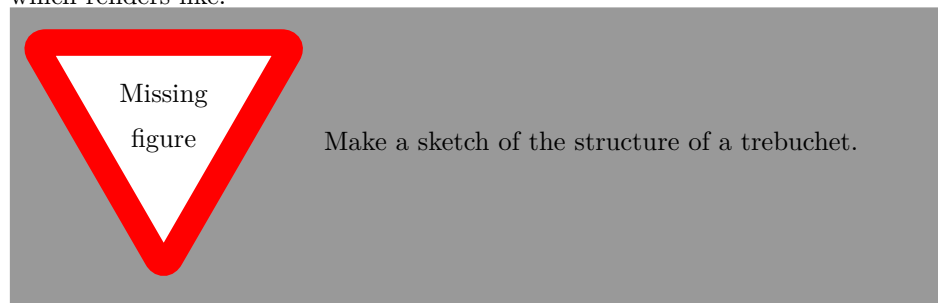 which renders like:
Missing
figure
Make a sketch of the structure of a trebuchet.